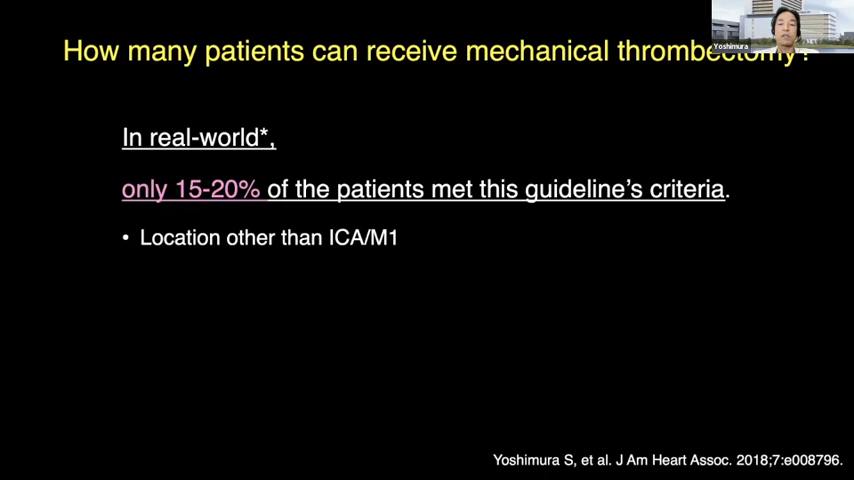 How many patients can receive mechanical thrombectomy?
Yoshimura
In real-world*,
only 15-20% of the patients met this guideline's criteria.
• Location other than ICA/M1
Yoshimura S, et al. J Am Heart Assoc. 2018;7:e008796.